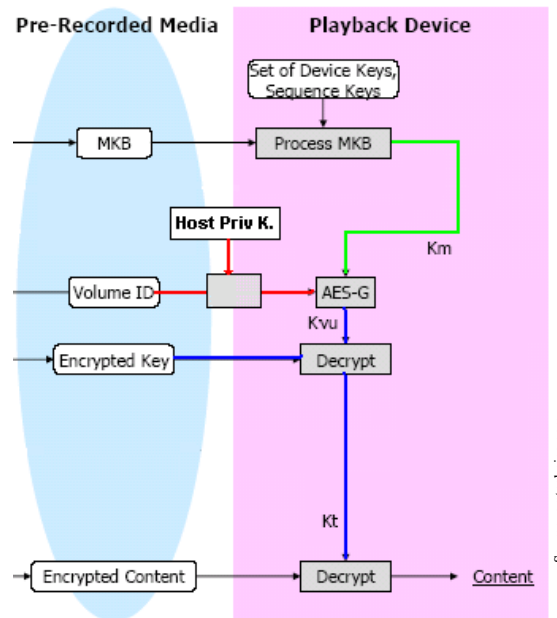 Pre-Recorded Media
Playback Device
Set of Device Keys,
Sequence Keys
MKB
Process MKB
Host Priv K.
Km
Volume ID
AES-G
Kvu
Encrypted Key
Decrypt
Kt
Encrypted Content
Decrypt
Content